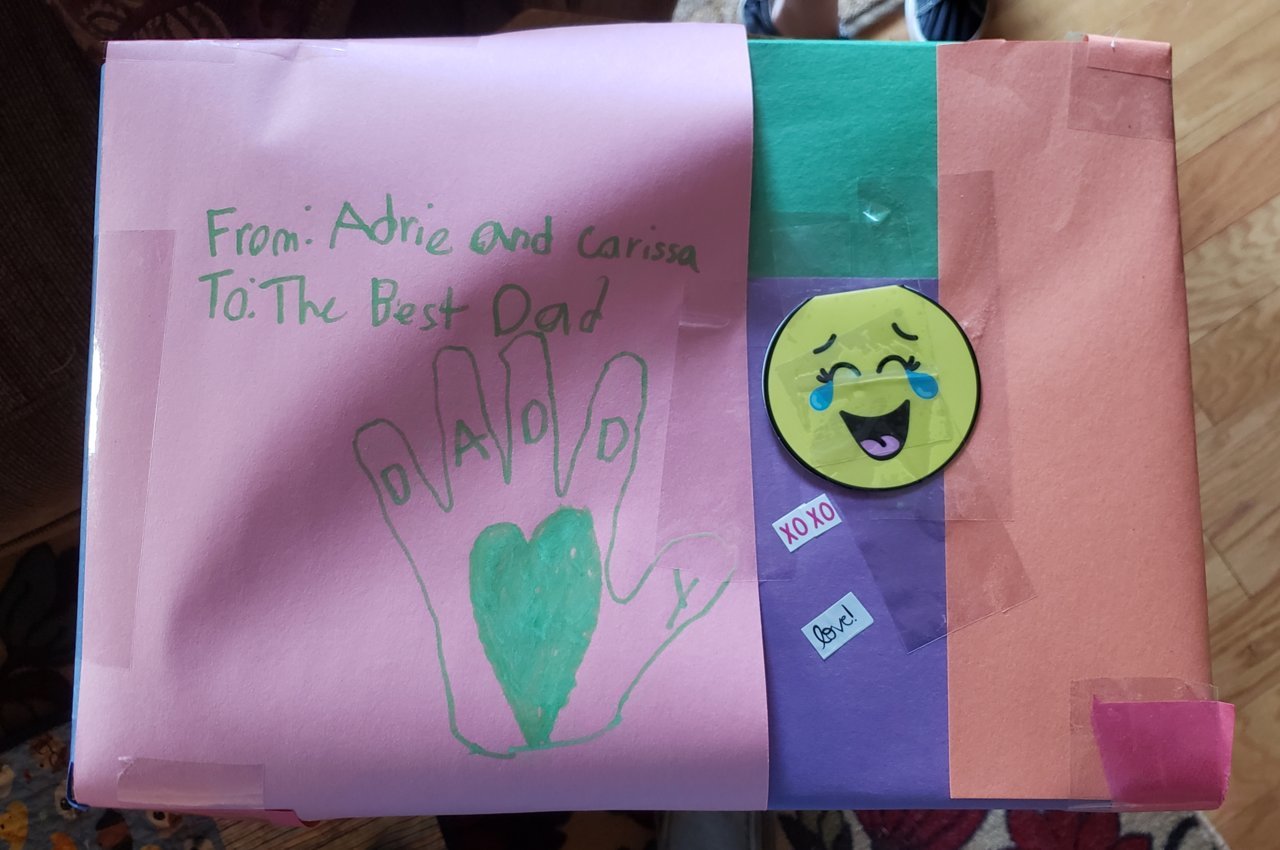 From: Adrie and Carissa
To: The Best Dad
D A D D Y
XOXO
love!